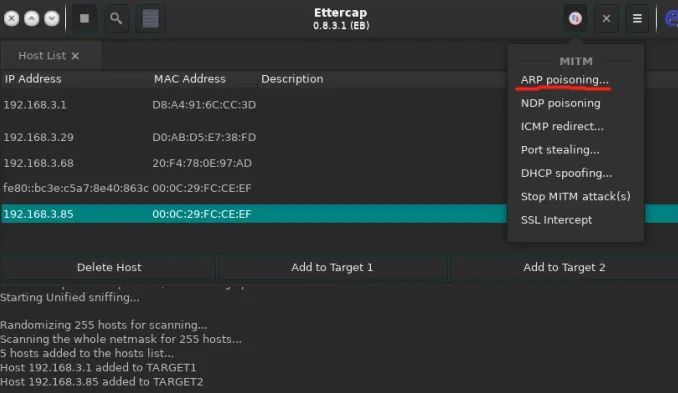 Ettercap
0.8.3.1 (EB)
Host List
MITM
IP Address MAC Address Description
ARP poisoning...
192.168.3.1 D8:A4:91:6C:CC:3D
NDP poisoning
ICMP redirect...
192.168.3.29 D0:AB:D5:E7:38:FD
Port stealing...
192.168.3.68 20:F4:78:0E:97:AD
DHCP spoofing...
fe80::bc3e:c5a7:8e40:863c 00:0C:29:FC:CE:EF
Stop MITM attack(s)
192.168.3.85 00:0C:29:FC:CE:EF
SSL Intercept
Delete Host Add to Target 1 Add to Target 2
Starting Unified sniffing...
Randomizing 255 hosts for scanning...
Scanning the whole netmask for 255 hosts...
5 hosts added to the hosts list...
Host 192.168.3.1 added to TARGET1
Host 192.168.3.85 added to TARGET2